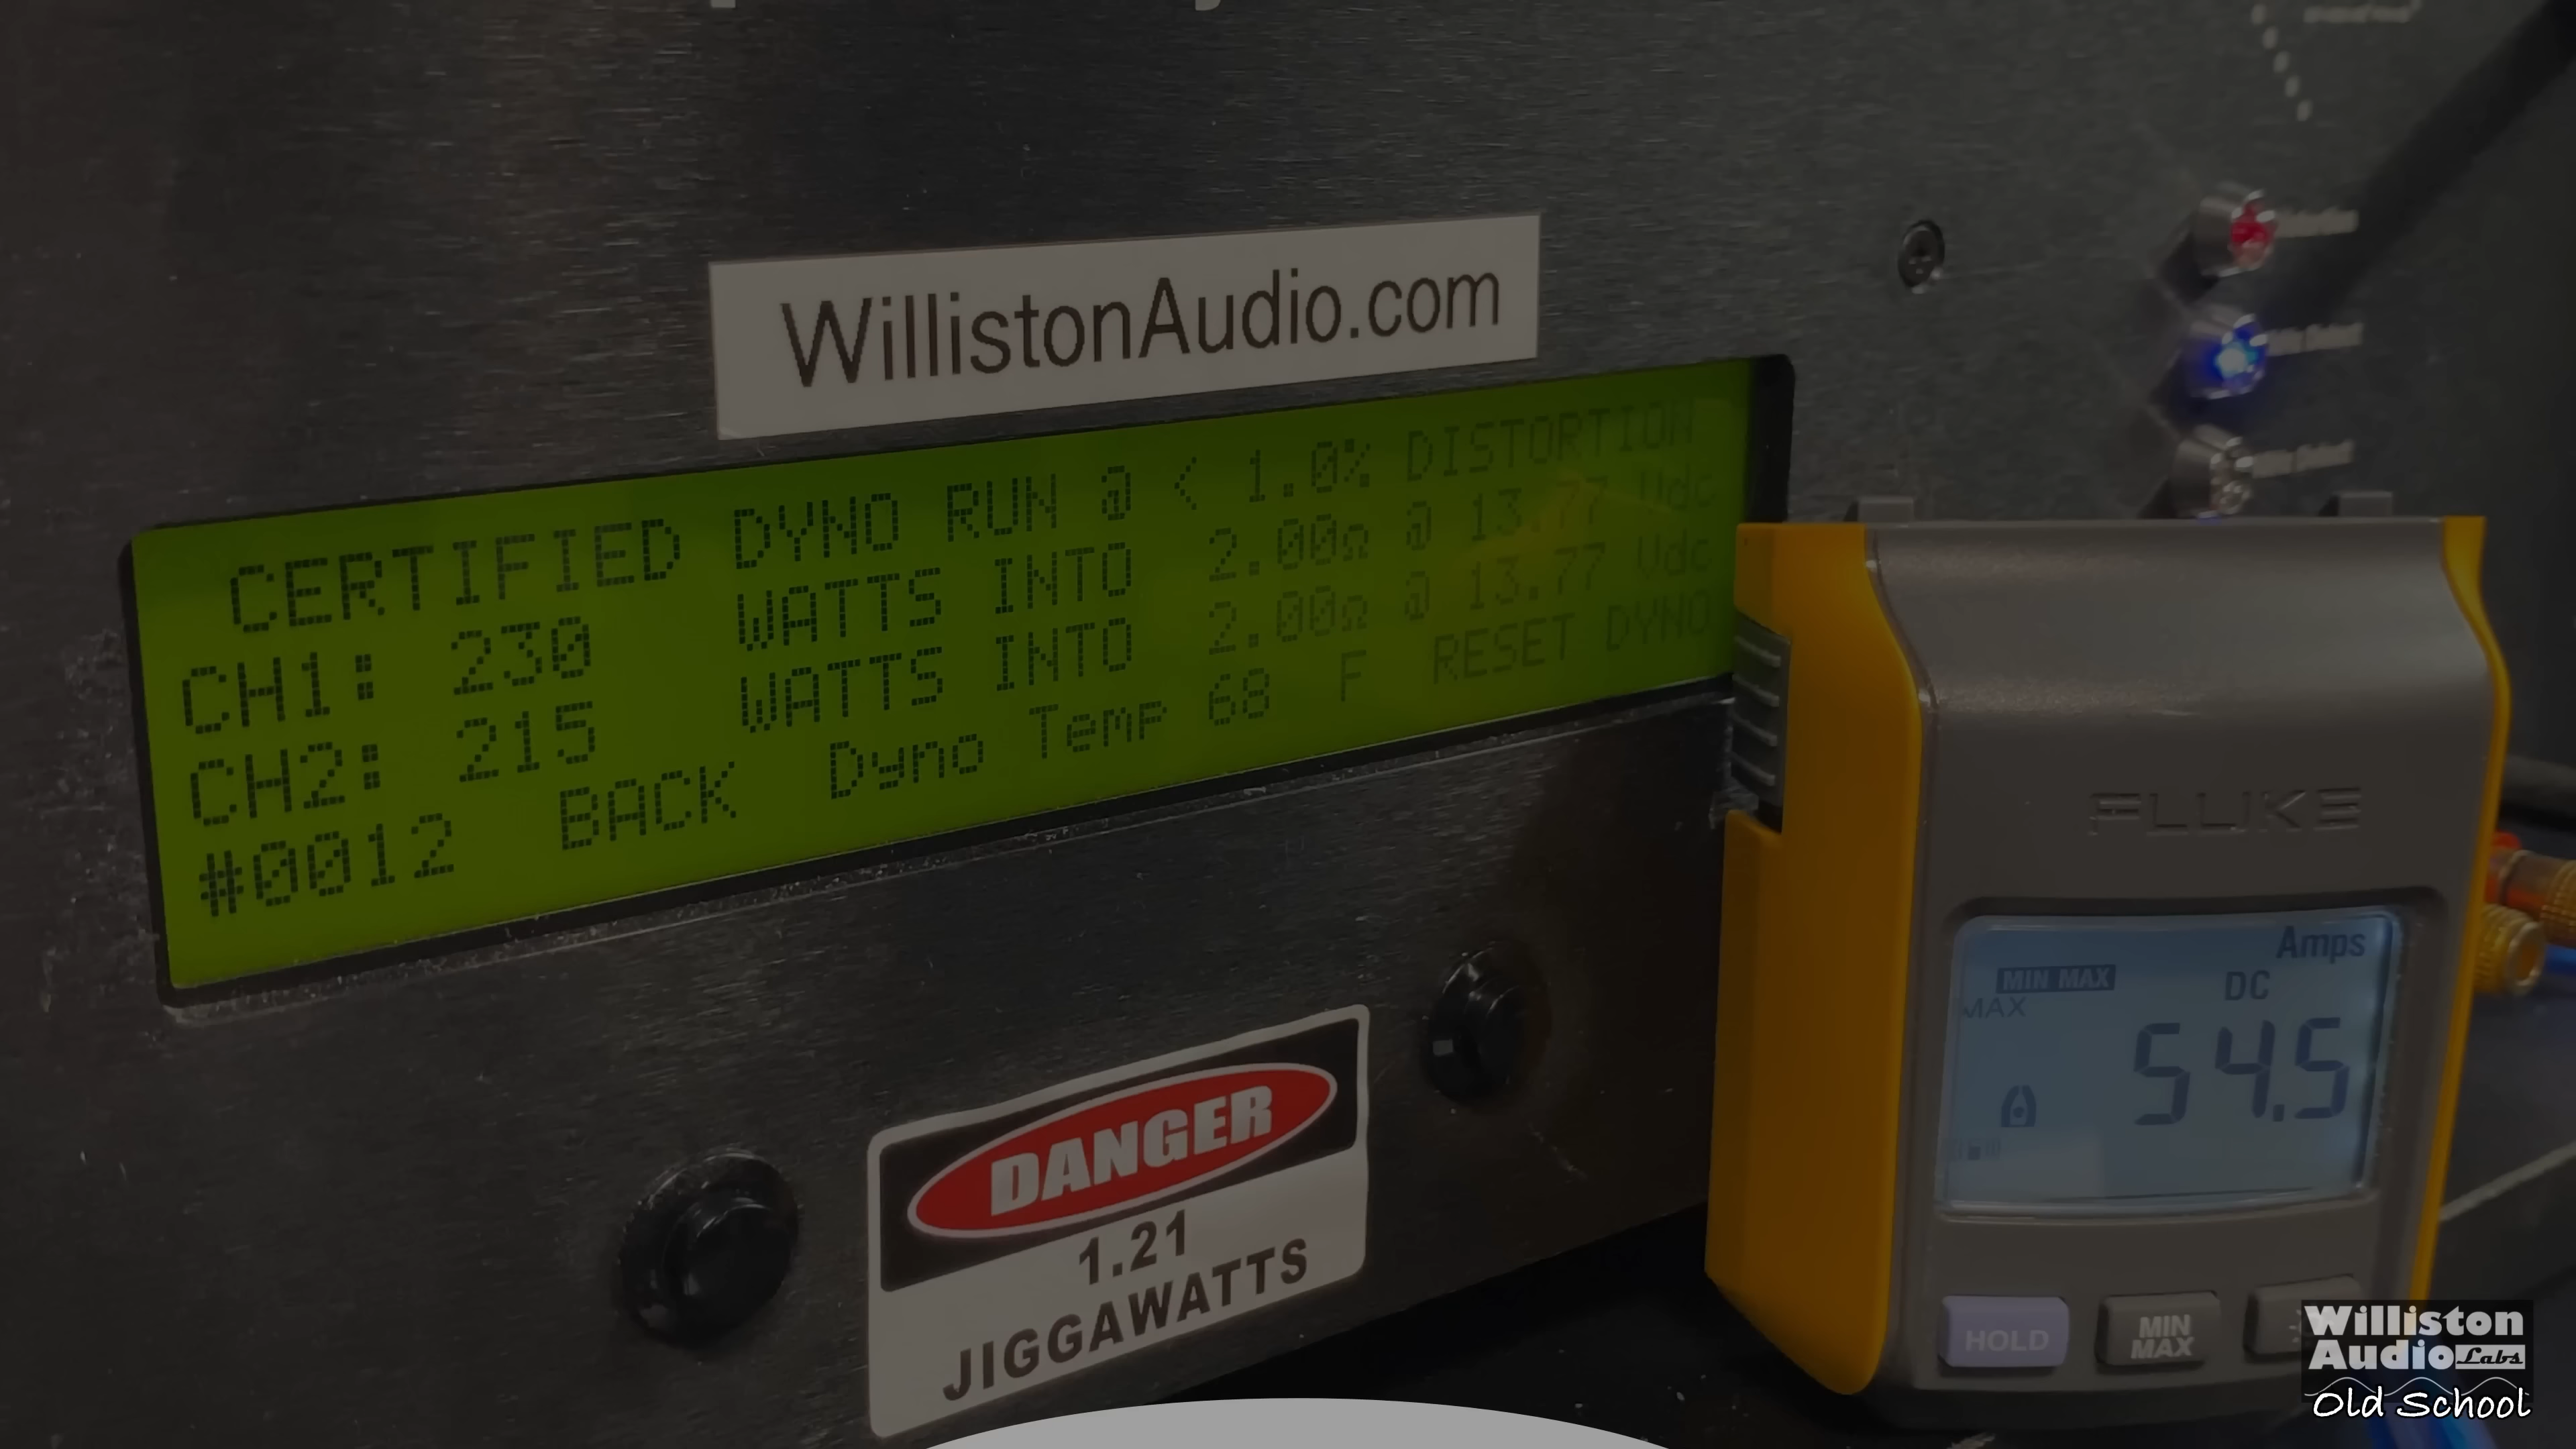 WillistonAudio.com
CERTIFIED DYNO RUN @ < 1.0% DISTORTION
CH1: 230 WATTS INTO 2.00Ω @ 13.77 Vdc
CH2: 215 WATTS INTO 2.00Ω @ 13.77 Vdc
#0012 BACK Dyno Temp 68 F RESET DYNO
FLUKE
Amps
MIN MAX
DC
MAX
54.5
DANGER
1.21
JIGGAWATTS
HOLD
MIN
MAX
Williston
Audio Labs
Old School